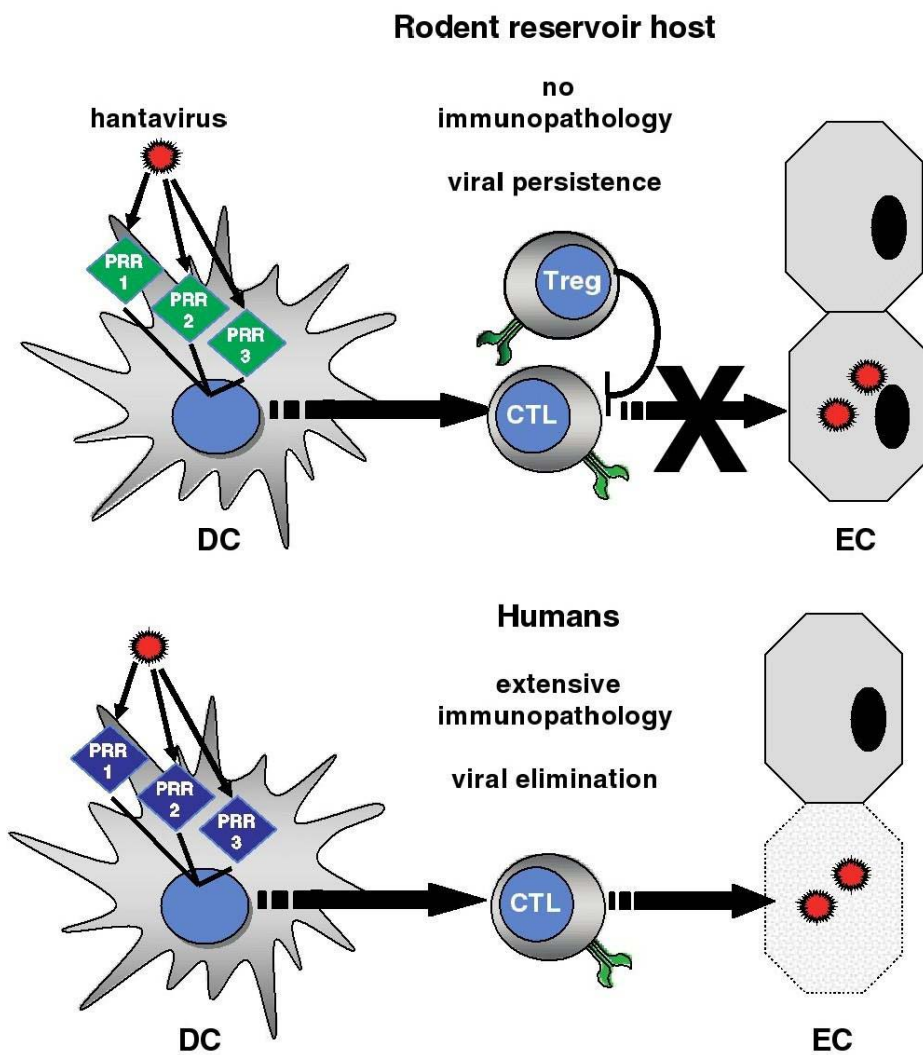 Rodent reservoir host
hantavirus
no
immunopathology
viral persistence
PRR
1
PRR
2
PRR
3
Treg
CTL
X
DC
EC
Humans
extensive
immunopathology
viral elimination
PRR
1
PRR
2
PRR
3
CTL
DC
EC